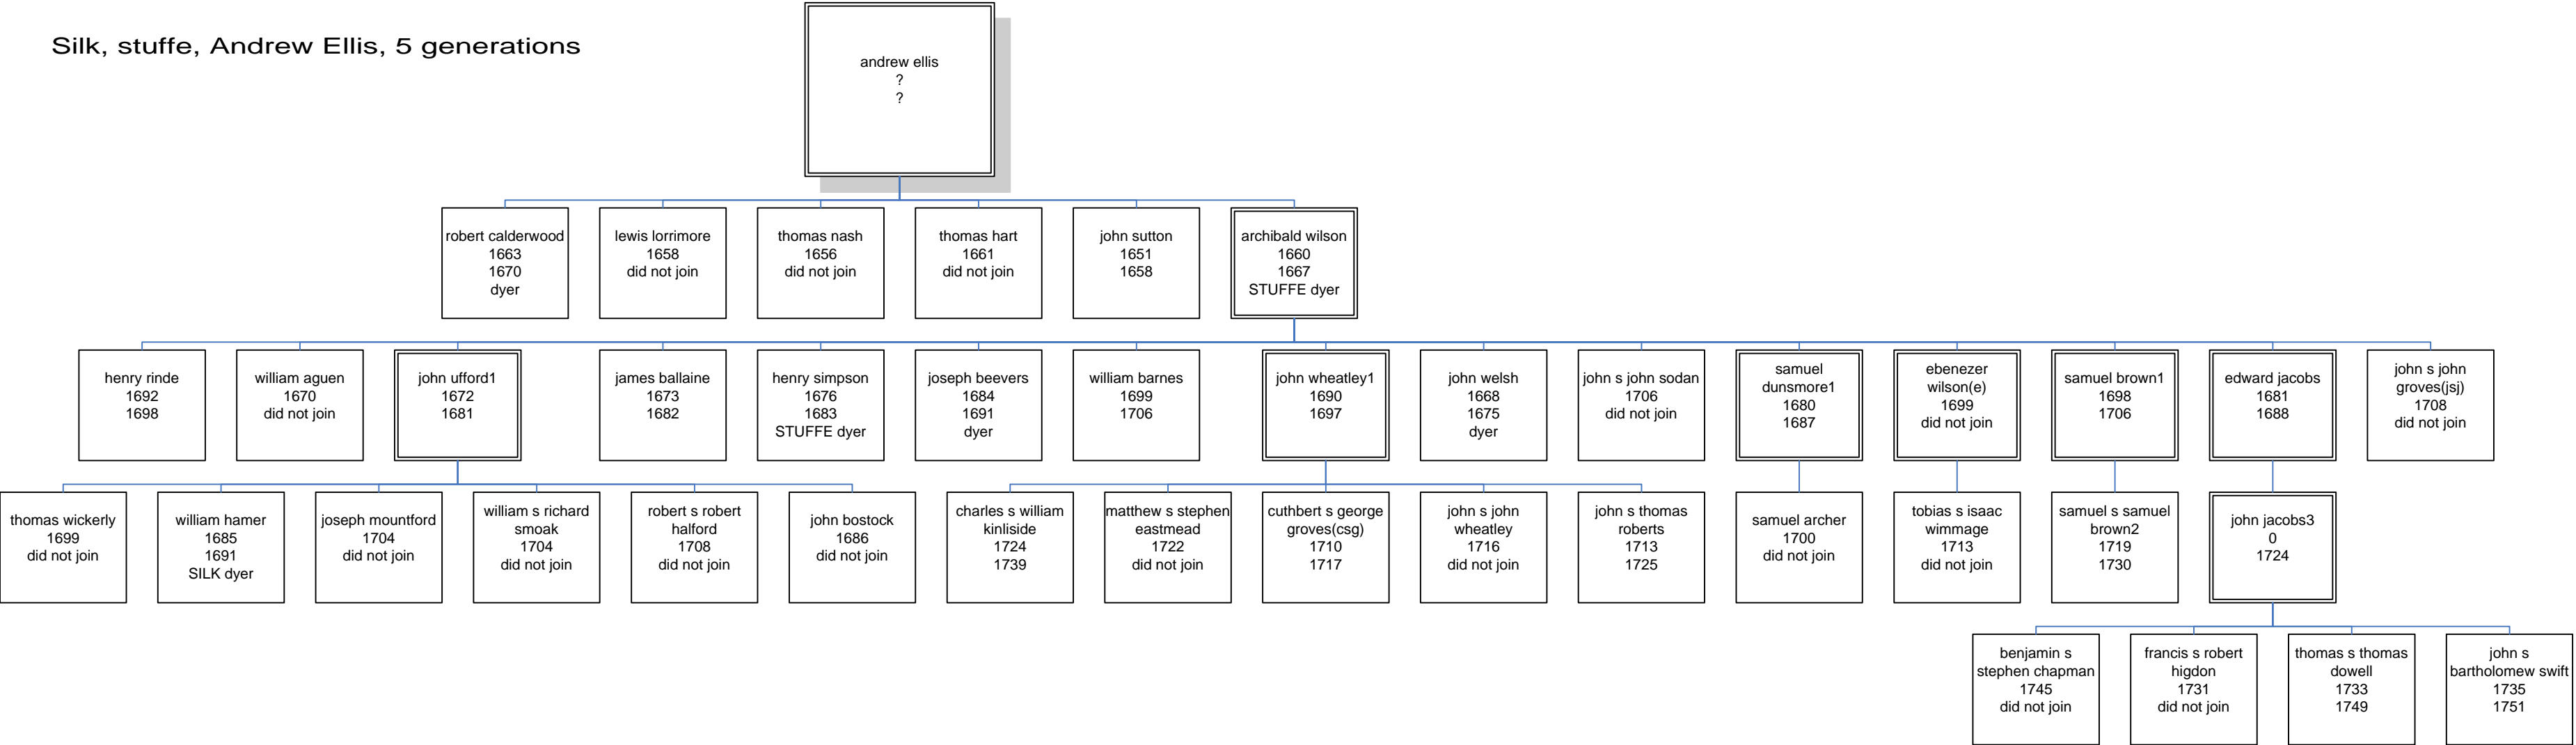 Silk, stuffe, Andrew Ellis, 5 generations
andrew ellis
?
?
robert calderwood
1663
1670
dyer
lewis lorrimore
1658
did not join
thomas nash
1656
did not join
thomas hart
1661
did not join
john sutton
1651
1658
archibald wilson
1660
1667
STUFFE dyer
henry rinde
1692
1698
william aguen
1670
did not join
john ufford1
1672
1681
james ballaine
1673
1682
henry simpson
1676
1683
STUFFE dyer
joseph beevers
1684
1691
dyer
william barnes
1699
1706
john wheatley1
1690
1697
john welsh
1668
1675
dyer
john s john sodan
1706
did not join
samuel
dunsmore1
1680
1687
ebenezer
wilson(e)
1699
did not join
samuel brown1
1698
1706
edward jacobs
1681
1688
john s john
groves(jsj)
1708
did not join
thomas wickerly
1699
did not join
william hamer
1685
1691
SILK dyer
joseph mountford
1704
did not join
william s richard
smoak
1704
did not join
robert s robert
halford
1708
did not join
john bostock
1686
did not join
charles s william
kinliside
1724
1739
matthew s stephen
eastmead
1722
did not join
cuthbert s george
groves(csg)
1710
1717
john s john
wheatley
1716
did not join
john s thomas
roberts
1713
1725
samuel archer
1700
did not join
tobias s isaac
wimmage
1713
did not join
samuel s samuel
brown2
1719
1730
john jacobs3
0
1724
benjamin s
stephen chapman
1745
did not join
francis s robert
higdon
1731
did not join
thomas s thomas
dowell
1733
1749
john s
bartholomew swift
1735
1751